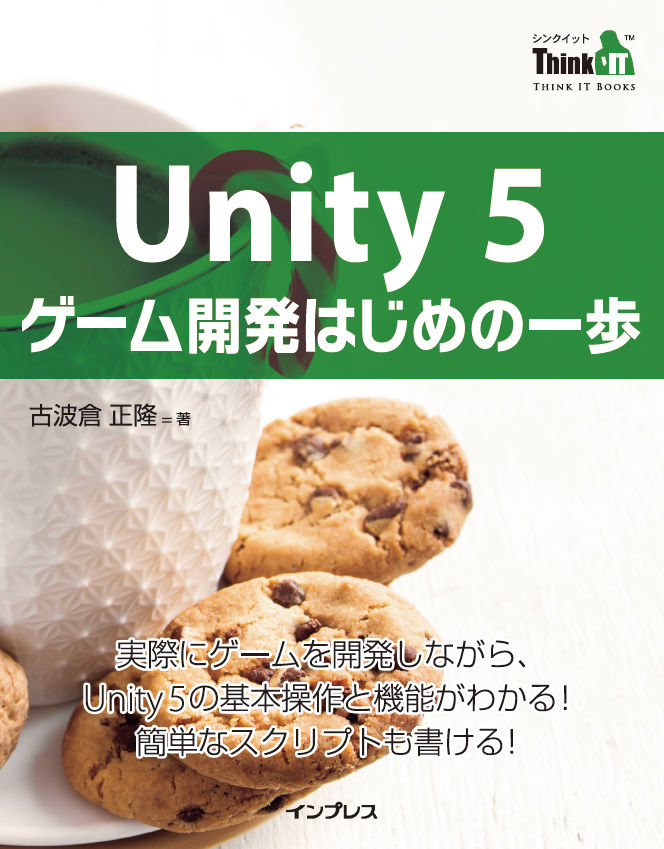 シンクイット
Think IT ™
THINK IT BOOKS
Unity 5
ゲーム開発はじめの一歩
古波倉 正隆=著
実際にゲームを開発しながら、
Unity 5の基本操作と機能がわかる!
簡単なスクリプトも書ける!
インプレス